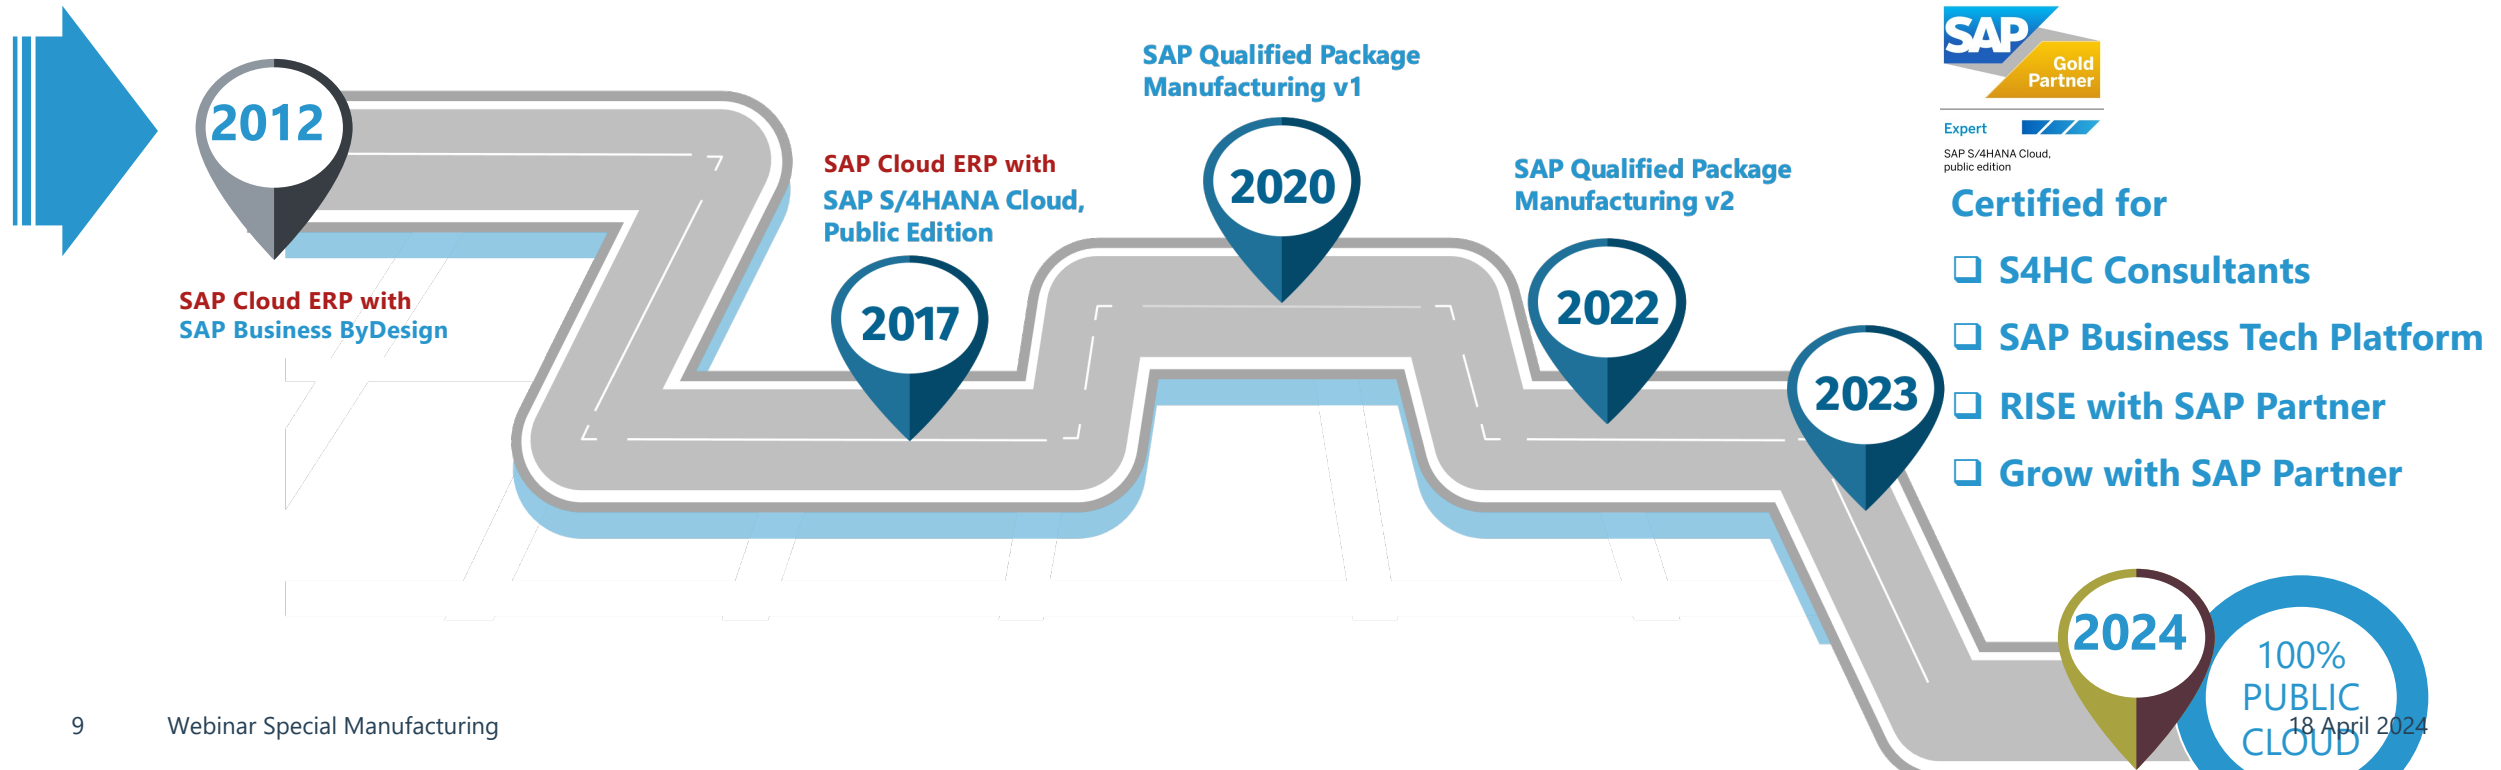 2012
SAP Cloud ERP with
SAP Business ByDesign
SAP Cloud ERP with
SAP S/4HANA Cloud,
Public Edition
2017
SAP Qualified Package
Manufacturing v1
2020
SAP Qualified Package
Manufacturing v2
2022
2023
SAP
Gold
Partner
Expert
SAP S/4HANA Cloud,
public edition
Certified for
❑ S4HC Consultants
❑ SAP Business Tech Platform
❑ RISE with SAP Partner
❑ Grow with SAP Partner
2024
100%
PUBLIC
CLOUD
9
Webinar Special Manufacturing
18 April 2024